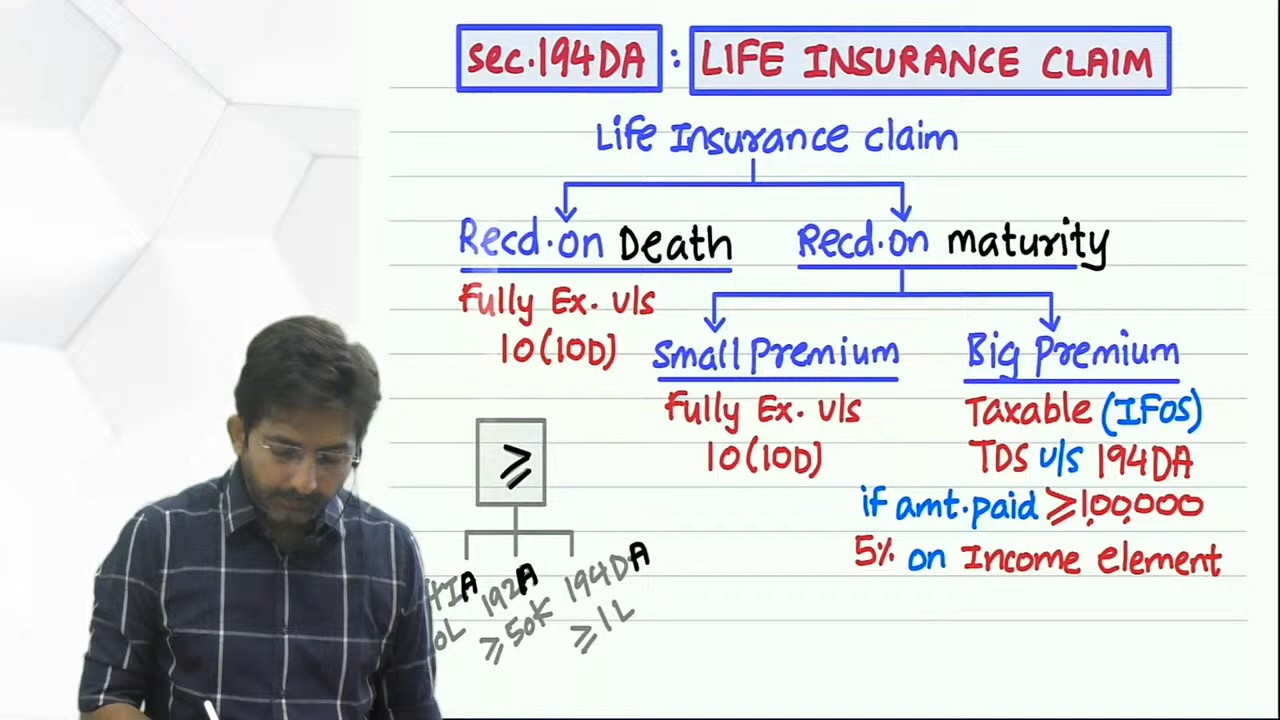 sec.194DA : LIFE INSURANCE CLAIM
Life Insurance claim
Recd.on Death
Recd.on maturity
Fully Ex. u/s
10(10D)
Small Premium
Big Premium
Fully Ex. u/s
10(10D)
Taxable (IFOS)
TDS u/s 194DA
if amt.paid ≥1,00,000
5% on Income element
≥
4IA 192A 194DA
0L ≥50K ≥1L